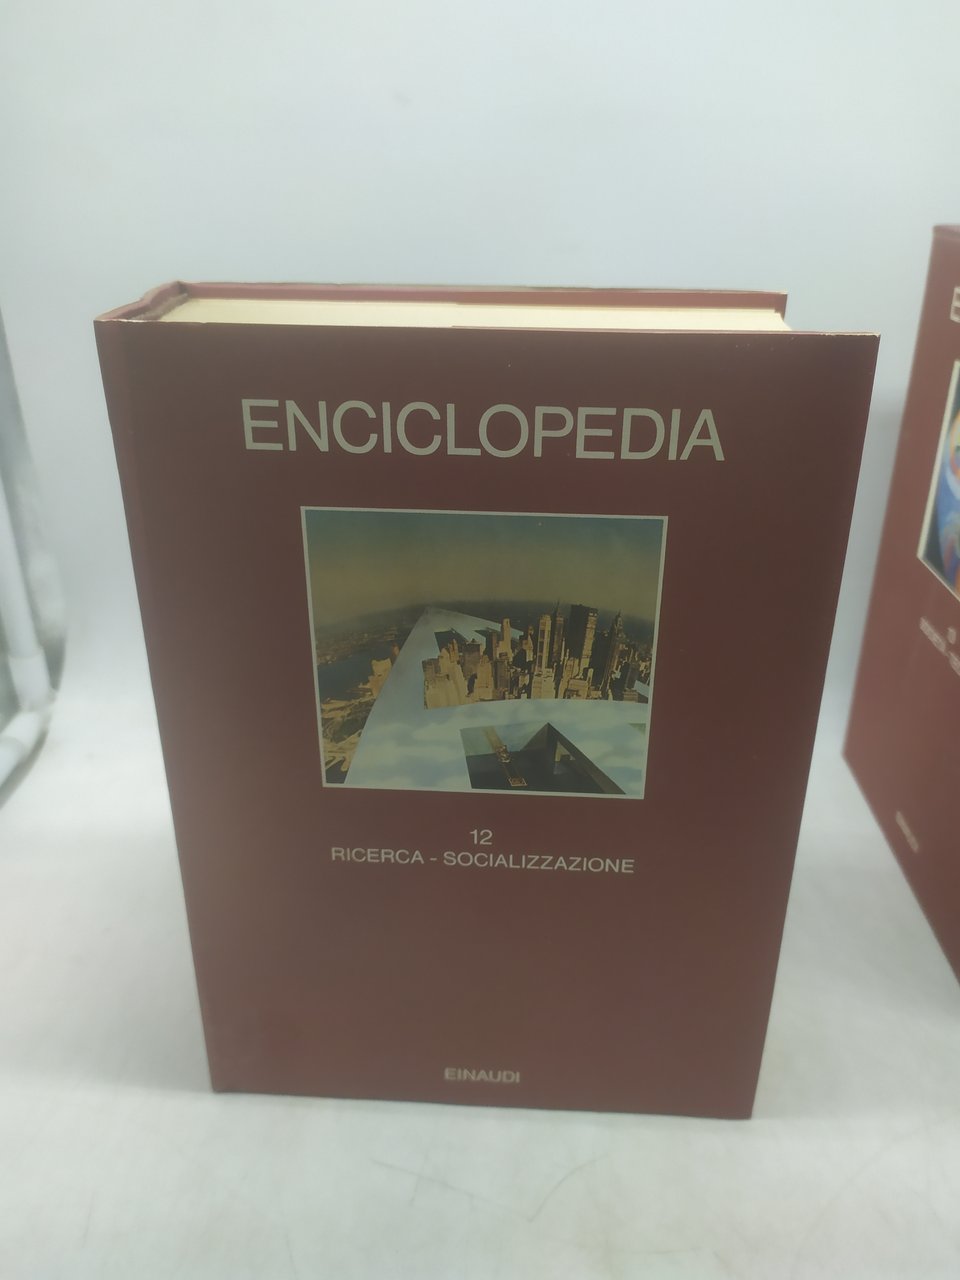 ENCICLOPEDIA
12
RICERCA - SOCIALIZZAZIONE
EINAUDI